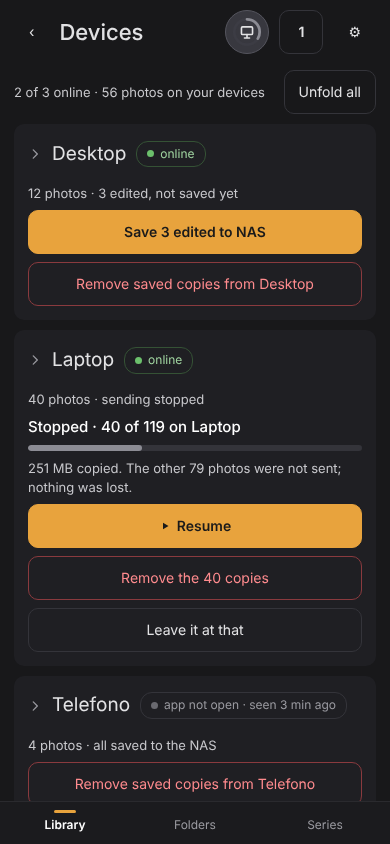 ‹ Devices 1 ⚙
2 of 3 online · 56 photos on your devices
Unfold all
Desktop
online
12 photos · 3 edited, not saved yet
Save 3 edited to NAS
Remove saved copies from Desktop
Laptop
online
40 photos · sending stopped
Stopped · 40 of 119 on Laptop
251 MB copied. The other 79 photos were not sent;
nothing was lost.
Resume
Remove the 40 copies
Leave it at that
Telefono
app not open · seen 3 min ago
4 photos · all saved to the NAS
Remove saved copies from Telefono
Library
Folders
Series